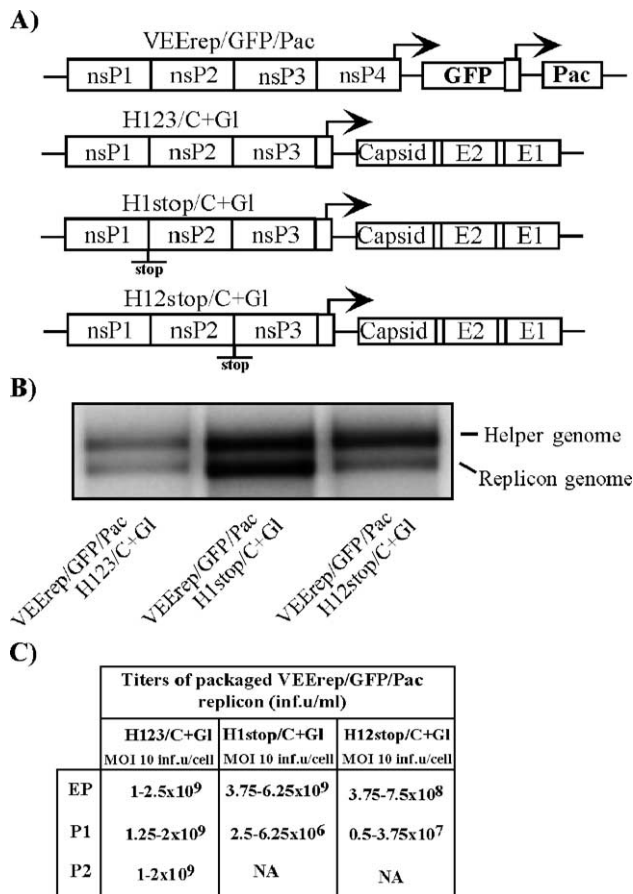 A)
VEErep/GFP/Pac
nsP1 nsP2 nsP3 nsP4 GFP Pac
H123/C+Gl
nsP1 nsP2 nsP3 Capsid E2 E1
H1stop/C+Gl
nsP1 nsP2 nsP3 Capsid E2 E1
stop
H12stop/C+Gl
nsP1 nsP2 nsP3 Capsid E2 E1
stop
B)
Helper genome
Replicon genome
VEErep/GFP/Pac
H123/C+Gl
VEErep/GFP/Pac
H1stop/C+Gl
VEErep/GFP/Pac
H12stop/C+Gl
C)
Titers of packaged VEErep/GFP/Pac
replicon (inf.u/ml)
H123/C+Gl H1stop/C+Gl H12stop/C+Gl
MOI 10 inf.u/cell MOI 10 inf.u/cell MOI 10 inf.u/cell
EP 1-2.5x10⁹ 3.75-6.25x10⁹ 3.75-7.5x10⁸
P1 1.25-2x10⁹ 2.5-6.25x10⁶ 0.5-3.75x10⁷
P2 1-2x10⁹ NA NA